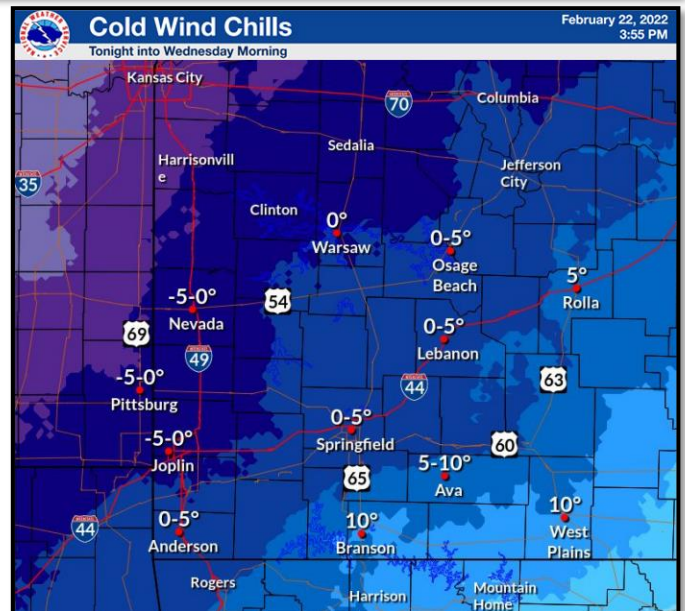 NATIONAL WEATHER SERVICE
Cold Wind Chills
Tonight into Wednesday Morning
February 22, 2022
3:55 PM
Kansas City
70
Columbia
Sedalia
Harrisonvill
e
Jefferson
City
35
Clinton
0°
Warsaw
0-5°
Osage
Beach
-5-0°
Nevada
54
5°
Rolla
69
49
0-5°
Lebanon
-5-0°
Pittsburg
44
63
0-5°
Springfield
-5-0°
Joplin
60
65
5-10°
Ava
0-5°
Anderson
44
10°
Branson
10°
West
Plains
Rogers
Harrison
Mountain
Home